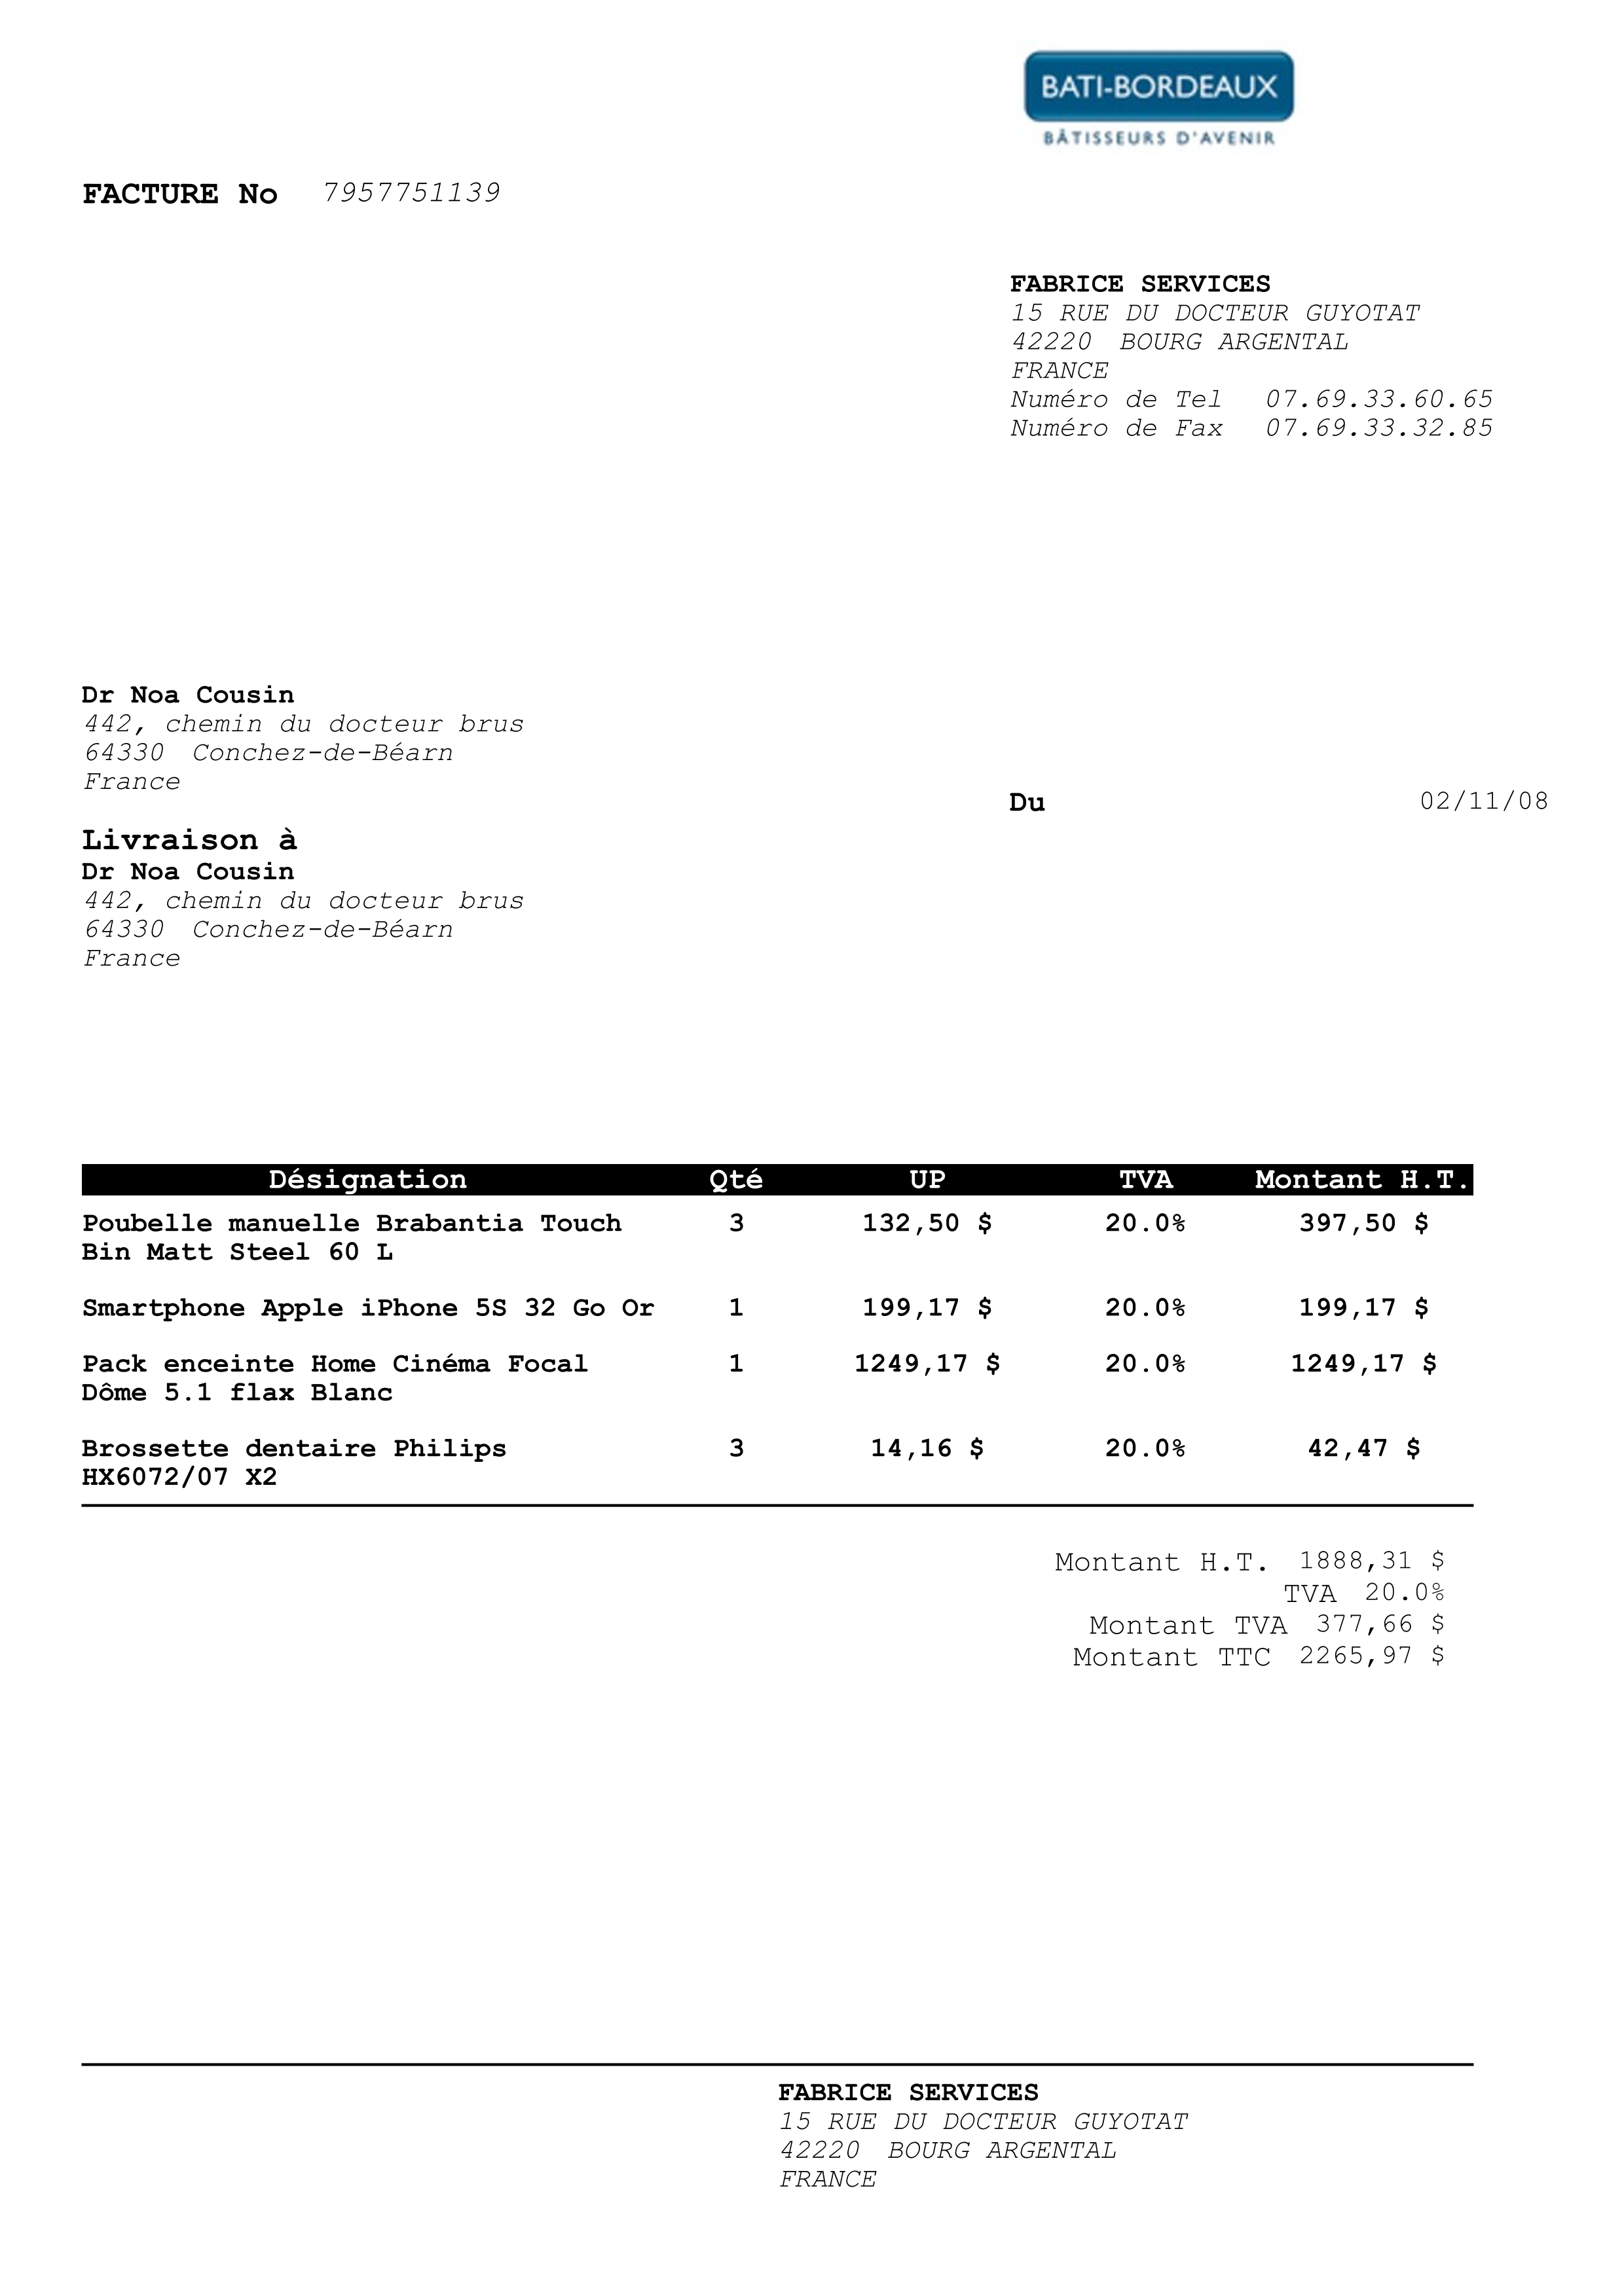 BATI-BORDEAUX
BÂTISSEURS D'AVENIR
FACTURE No 7957751139
FABRICE SERVICES
15 RUE DU DOCTEUR GUYOTAT
42220 BOURG ARGENTAL
FRANCE
Numéro de Tel 07.69.33.60.65
Numéro de Fax 07.69.33.32.85
Dr Noa Cousin
442, chemin du docteur brus
64330 Conchez-de-Béarn
France
Du 02/11/08
Livraison à
Dr Noa Cousin
442, chemin du docteur brus
64330 Conchez-de-Béarn
France
Désignation Qté UP TVA Montant H.T.
Poubelle manuelle Brabantia Touch 3 132,50 $ 20.0% 397,50 $
Bin Matt Steel 60 L
Smartphone Apple iPhone 5S 32 Go Or 1 199,17 $ 20.0% 199,17 $
Pack enceinte Home Cinéma Focal 1 1249,17 $ 20.0% 1249,17 $
Dôme 5.1 flax Blanc
Brossette dentaire Philips 3 14,16 $ 20.0% 42,47 $
HX6072/07 X2
Montant H.T. 1888,31 $
TVA 20.0%
Montant TVA 377,66 $
Montant TTC 2265,97 $
FABRICE SERVICES
15 RUE DU DOCTEUR GUYOTAT
42220 BOURG ARGENTAL
FRANCE